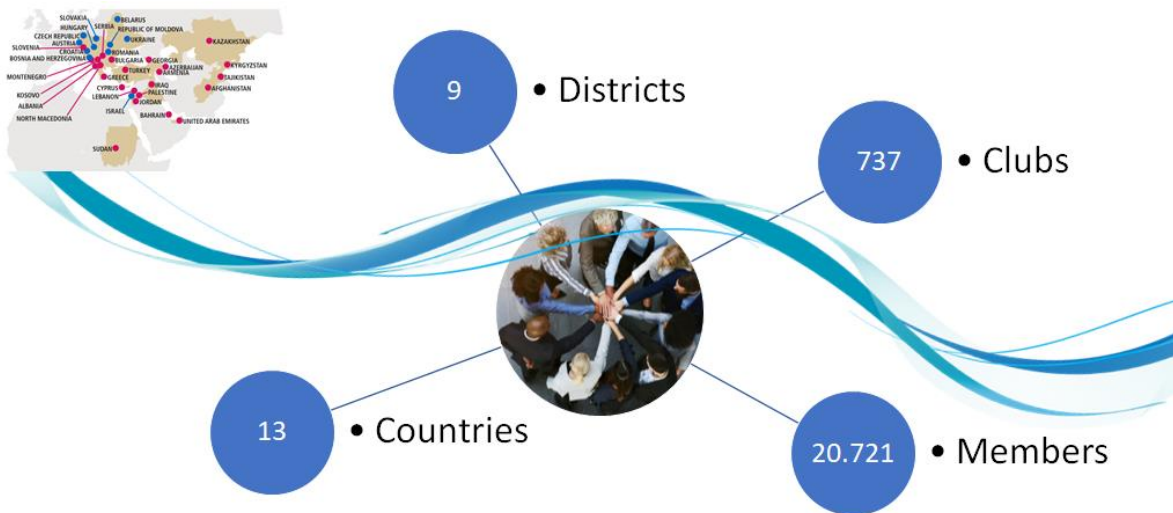 SLOVAKIA
HUNGARY
CZECH REPUBLIC
SLOVENIA
AUSTRIA
CROATIA
BOSNIA AND HERZEGOVINA
MONTENEGRO
KOSOVO
ALBANIA
NORTH MACEDONIA
SERBIA
BELARUS
REPUBLIC OF MOLDOVA
UKRAINE
ROMANIA
BULGARIA
GEORGIA
AZERBAIJAN
TURKEY
ARMENIA
GREECE
CYPRUS
IRAQ
LEBANON
PALESTINE
JORDAN
ISRAEL
BAHRAIN
UNITED ARAB EMIRATES
SUDAN
KAZAKHSTAN
KYRGYZSTAN
TAJIKISTAN
AFGHANISTAN
9
• Districts
737
• Clubs
13
• Countries
20.721
• Members